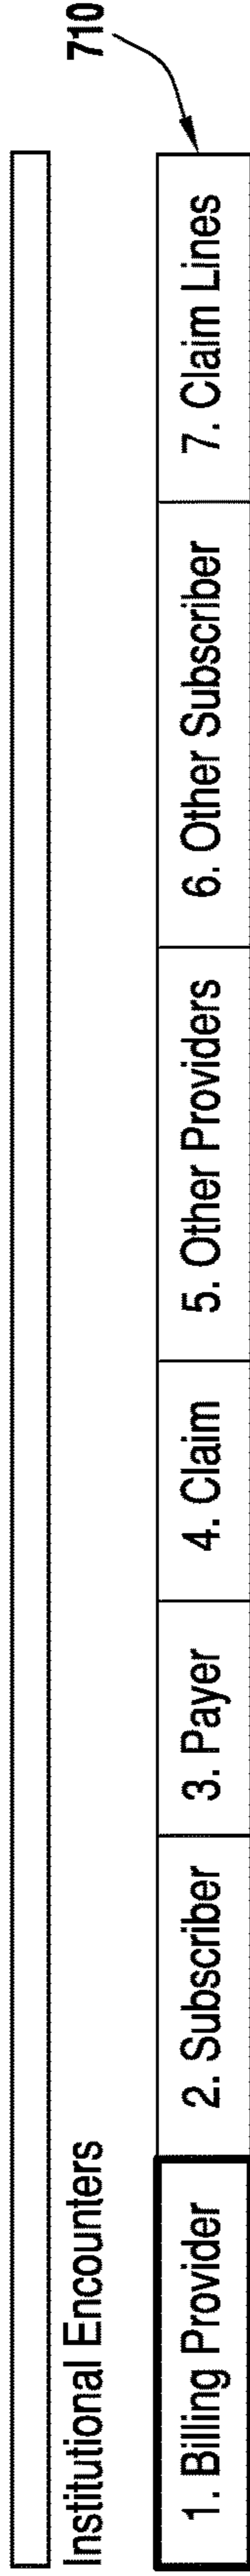 710
Institutional Encounters
1. Billing Provider 2. Subscriber 3. Payer 4. Claim 5. Other Providers 6. Other Subscriber 7. Claim Lines